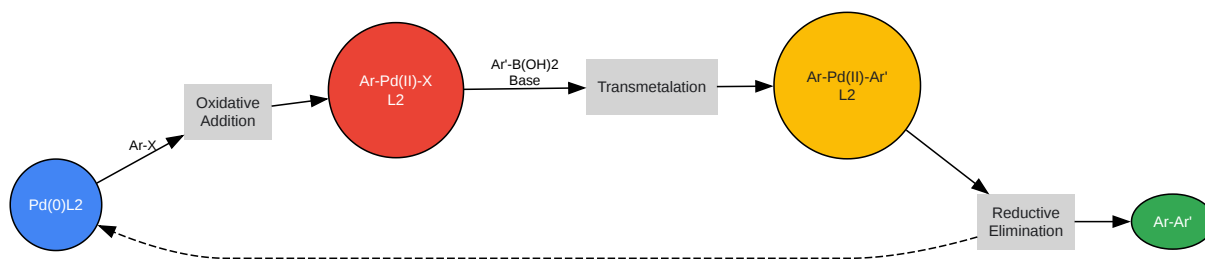 Pd(0)L2
Ar-X
Oxidative
Addition
Ar-Pd(II)-X
L2
Ar'-B(OH)2
Base
Transmetalation
Ar-Pd(II)-Ar'
L2
Reductive
Elimination
Ar-Ar'